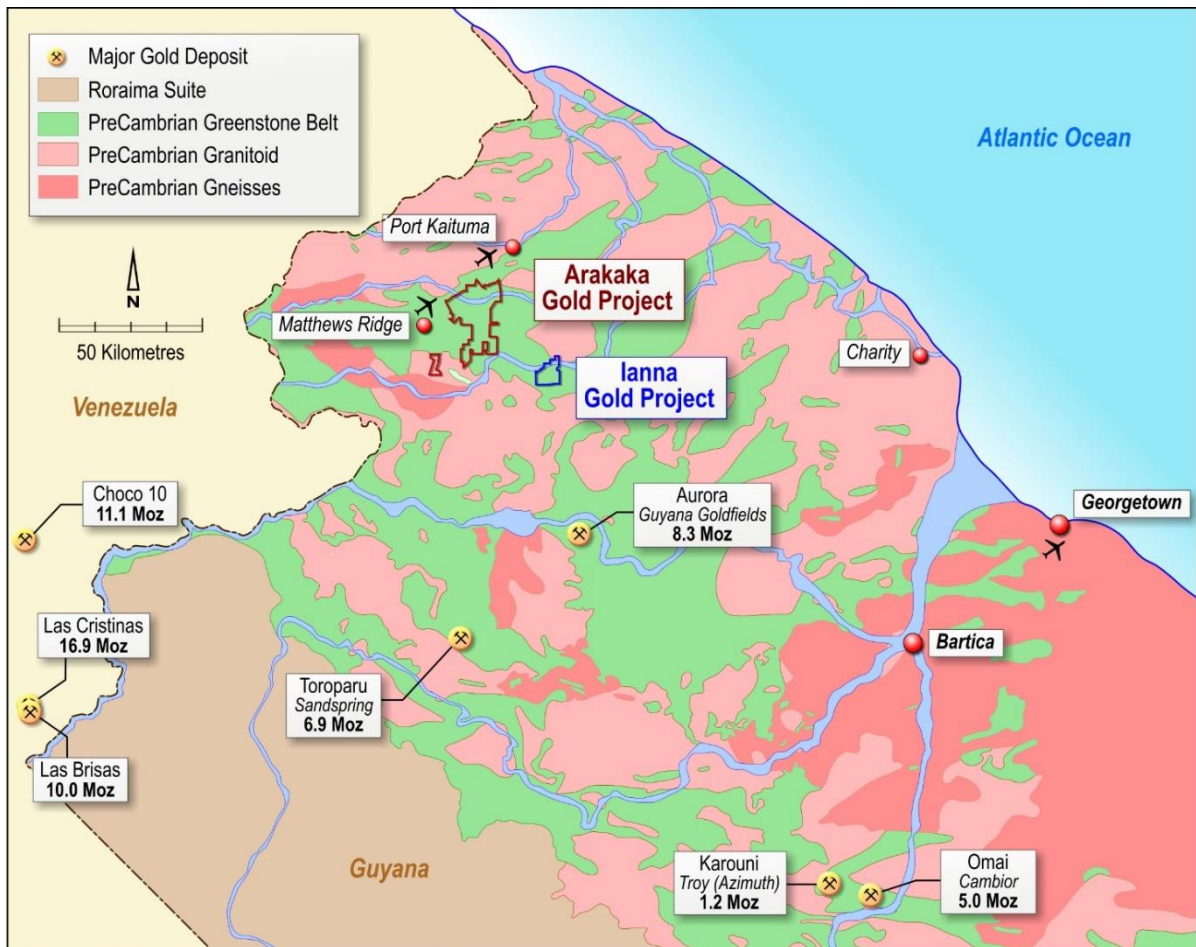 Major Gold Deposit
Roraima Suite
PreCambrian Greenstone Belt
PreCambrian Granitoid
PreCambrian Gneisses
Atlantic Ocean
Port Kaituma
N
50 Kilometres
Arakaka
Gold Project
Matthews Ridge
Ianna
Gold Project
Charity
Venezuela
Choco 10
11.1 Moz
Aurora
Guyana Goldfields
8.3 Moz
Georgetown
Las Cristinas
16.9 Moz
Bartica
Toroparu
Sandspring
6.9 Moz
Las Brisas
10.0 Moz
Guyana
Karouni
Troy (Azimuth)
1.2 Moz
Omai
Cambior
5.0 Moz